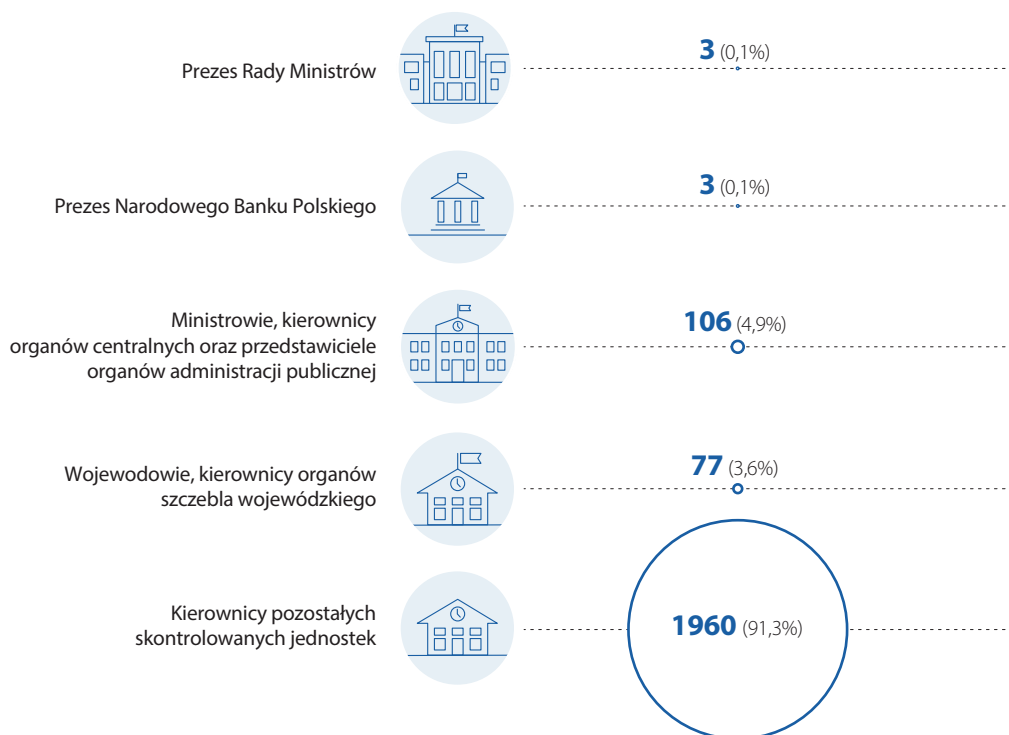 Prezes Rady Ministrów
3 (0,1%)
Prezes Narodowego Banku Polskiego
3 (0,1%)
Ministrowie, kierownicy
organów centralnych oraz przedstawiciele
organów administracji publicznej
106 (4,9%)
Wojewodowie, kierownicy organów
szczebla wojewódzkiego
77 (3,6%)
Kierownicy pozostałych
skontrolowanych jednostek
1960 (91,3%)